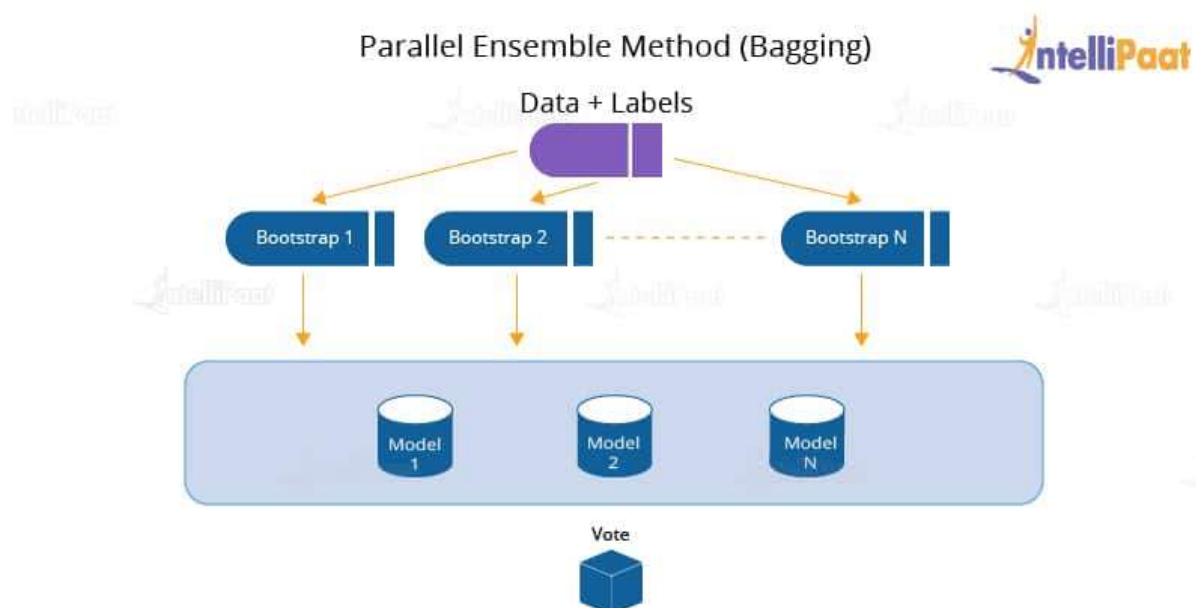 Parallel Ensemble Method (Bagging)
IntelliPaat
Data + Labels
Bootstrap 1
Bootstrap 2
Bootstrap N
Model
1
Model
2
Model
N
Vote